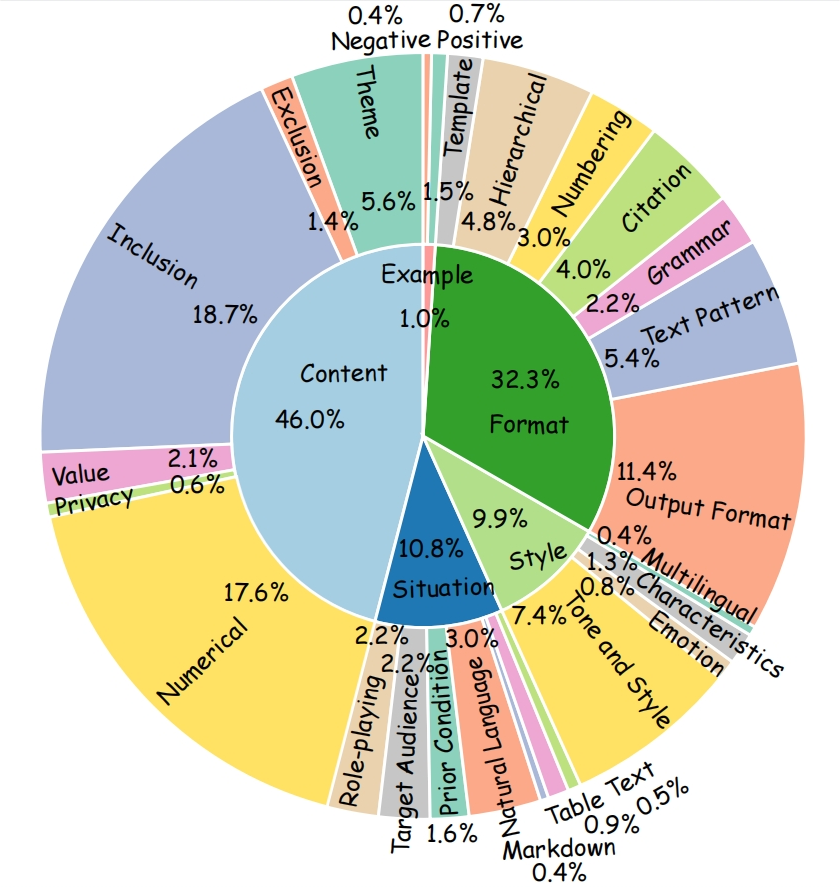 0.4%
Negative
0.7%
Positive
Template
1.5%
Hierarchical
4.8%
Numbering
3.0%
Citation
4.0%
Grammar
2.2%
Text Pattern
5.4%
11.4%
Output Format
0.4%
Multilingual
1.3%
Characteristics
0.8%
Emotion
7.4%
Tone and Style
Table Text
0.5%
0.9%
Markdown
0.4%
3.0%
Natural Language
Prior Condition
1.6%
2.2%
Target Audience
2.2%
Role-playing
17.6%
Numerical
0.6%
Privacy
2.1%
Value
Inclusion
18.7%
Exclusion
1.4%
Theme
5.6%
Example
1.0%
32.3%
Format
9.9%
Style
10.8%
Situation
Content
46.0%